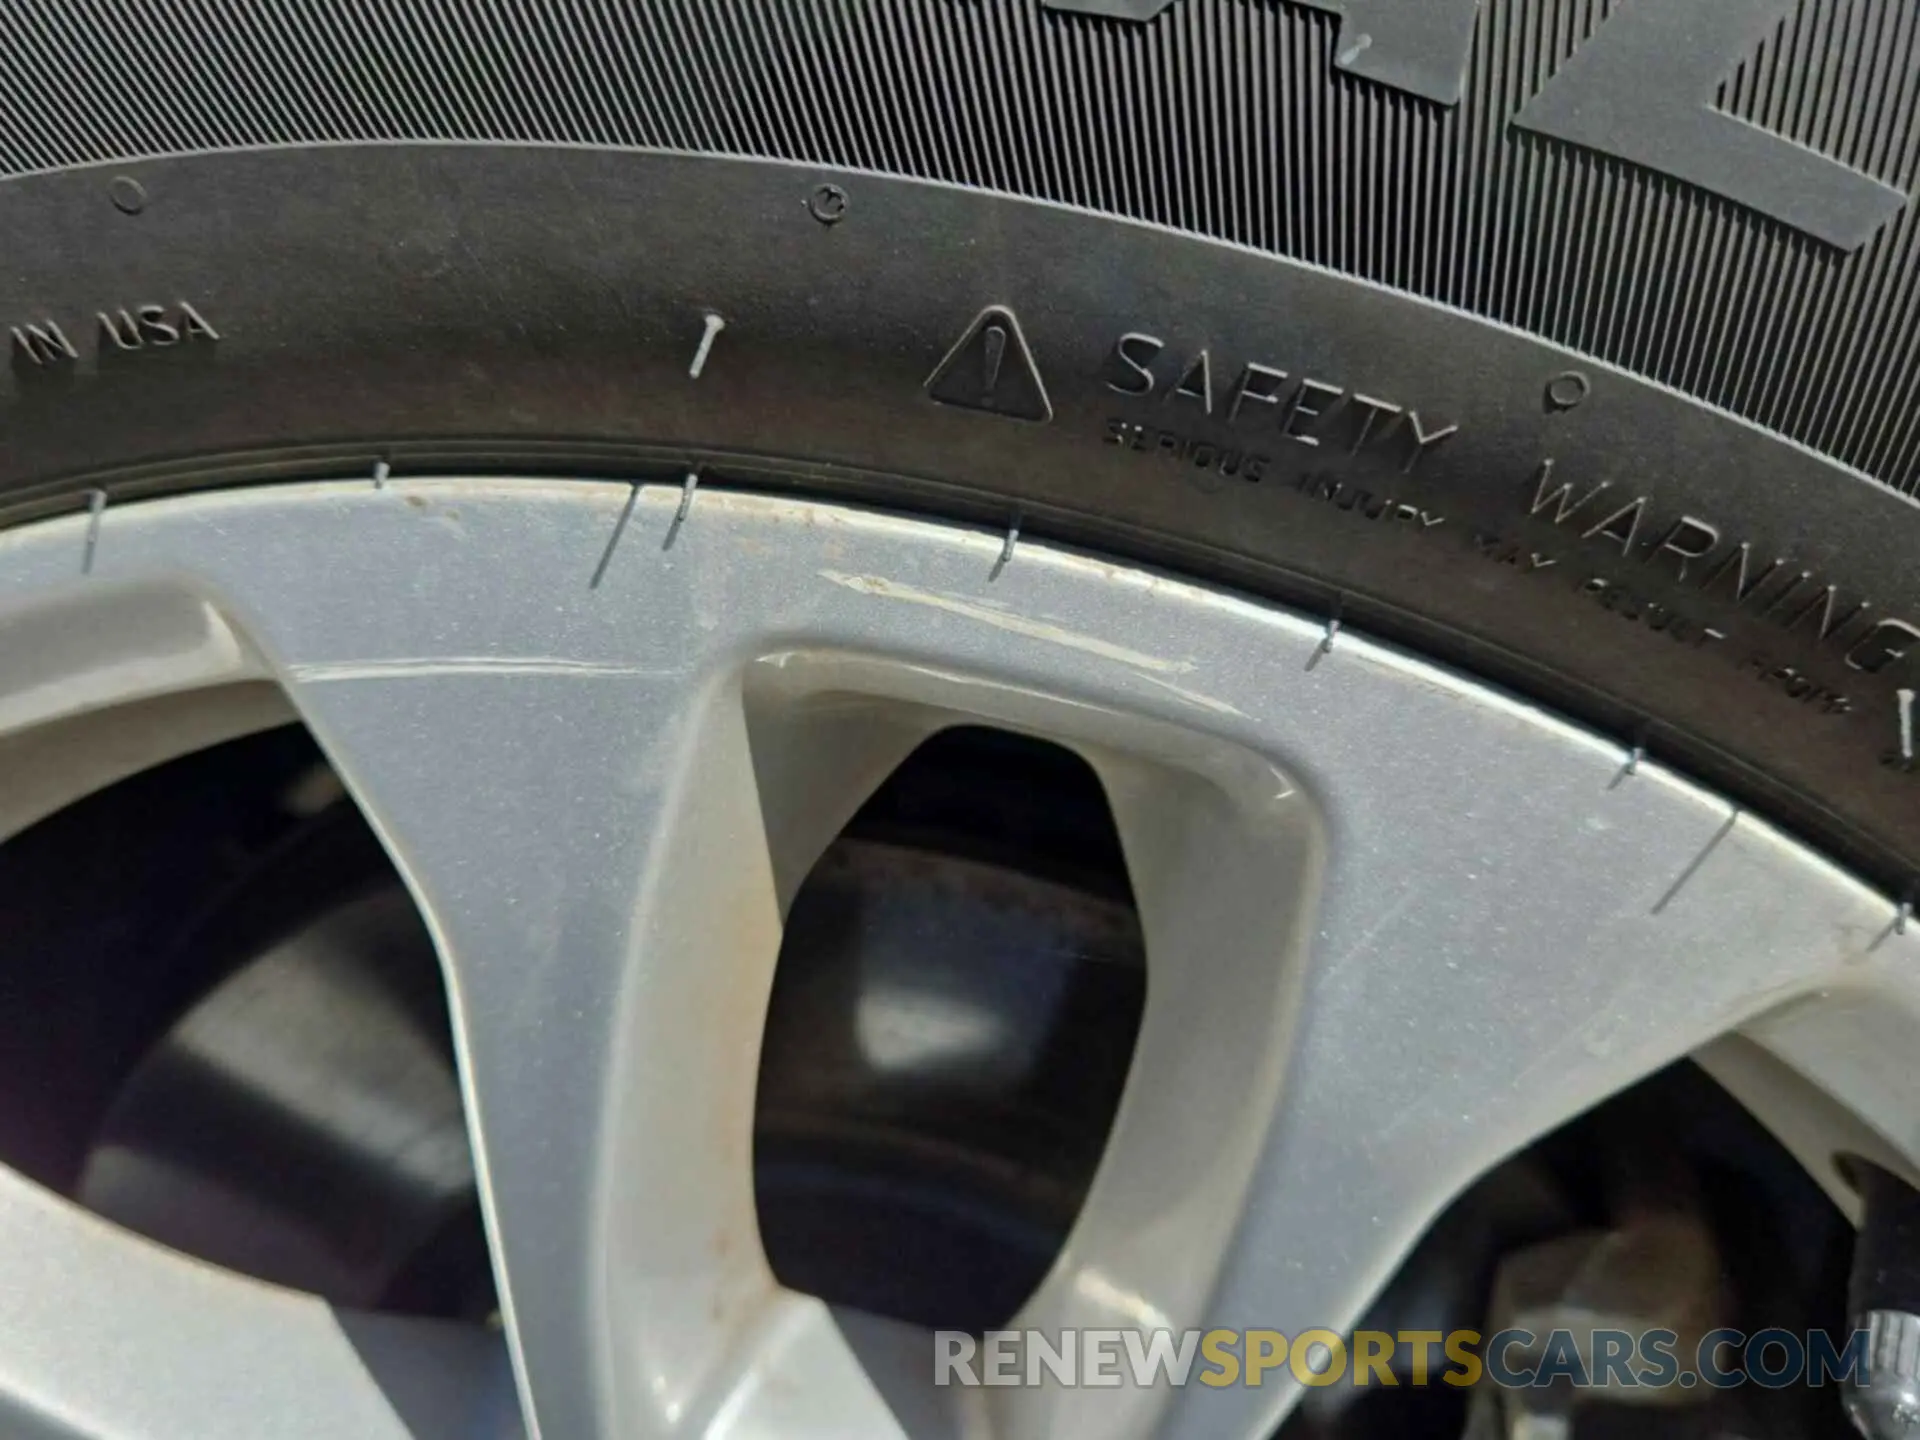 IN USA
SAFETY WARNING
SERIOUS INJURY MAY RESULT FROM
RENEWSPORTSCARS.COM